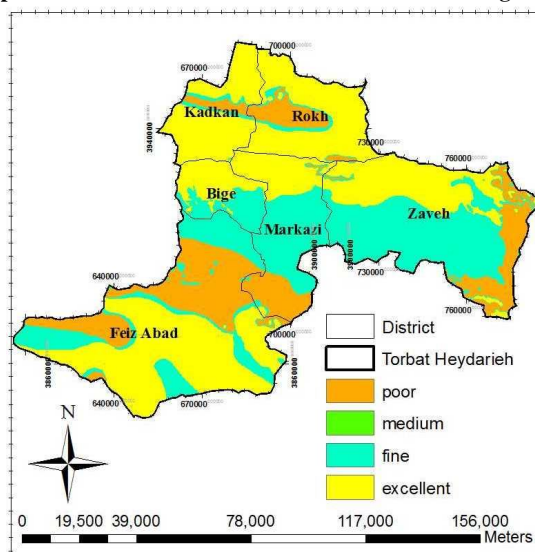 700000
670000
Kadkan
Rokh
3940000
730000
760000
Bige
Zaveh
Markazi
3900000
3900000
730000
640000
760000
700000
Feiz Abad
3860000
3860000
640000
670000
District
Torbat Heydarieh
poor
medium
fine
excellent
N
0 19,500 39,000 78,000 117,000 156,000
Meters